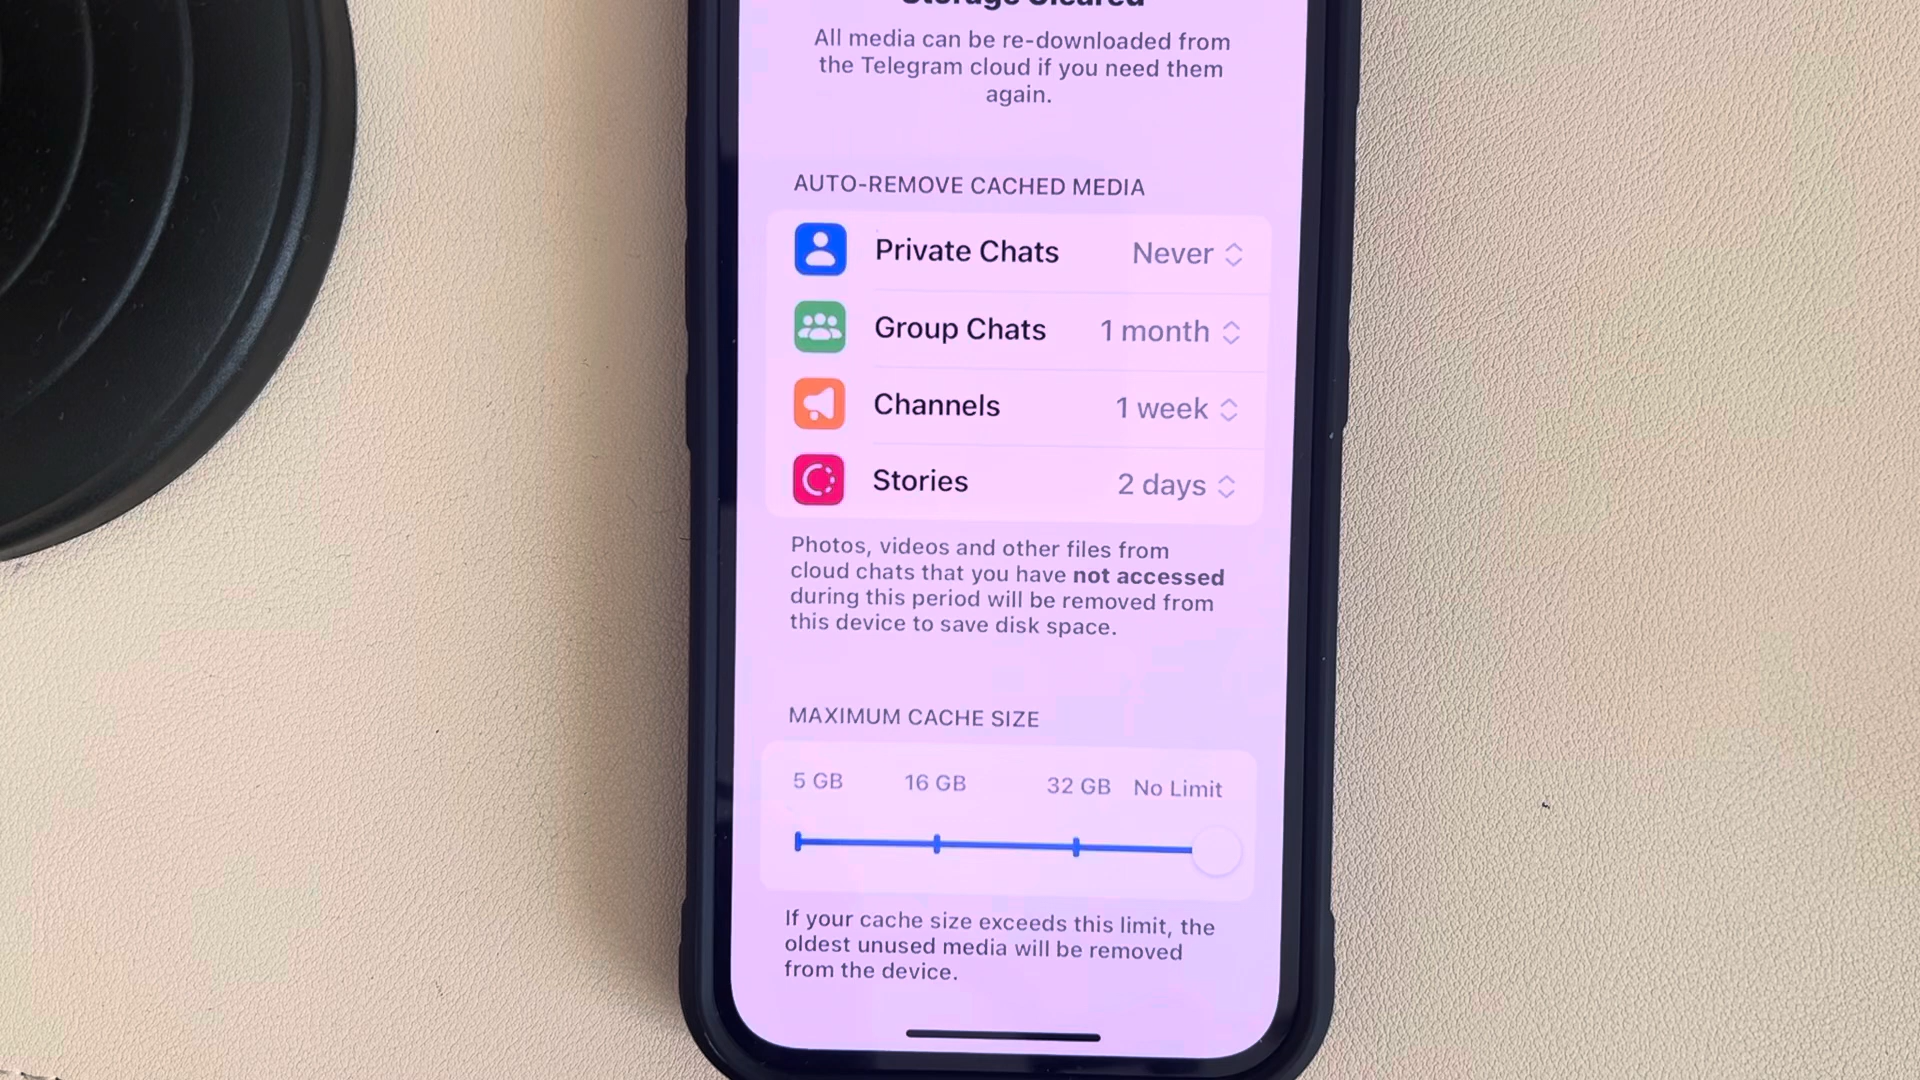 Storage Cleared
All media can be re-downloaded from
the Telegram cloud if you need them
again.
AUTO-REMOVE CACHED MEDIA
Private Chats Never
Group Chats 1 month
Channels 1 week
Stories 2 days
Photos, videos and other files from
cloud chats that you have not accessed
during this period will be removed from
this device to save disk space.
MAXIMUM CACHE SIZE
5 GB 16 GB 32 GB No Limit
If your cache size exceeds this limit, the
oldest unused media will be removed
from the device.